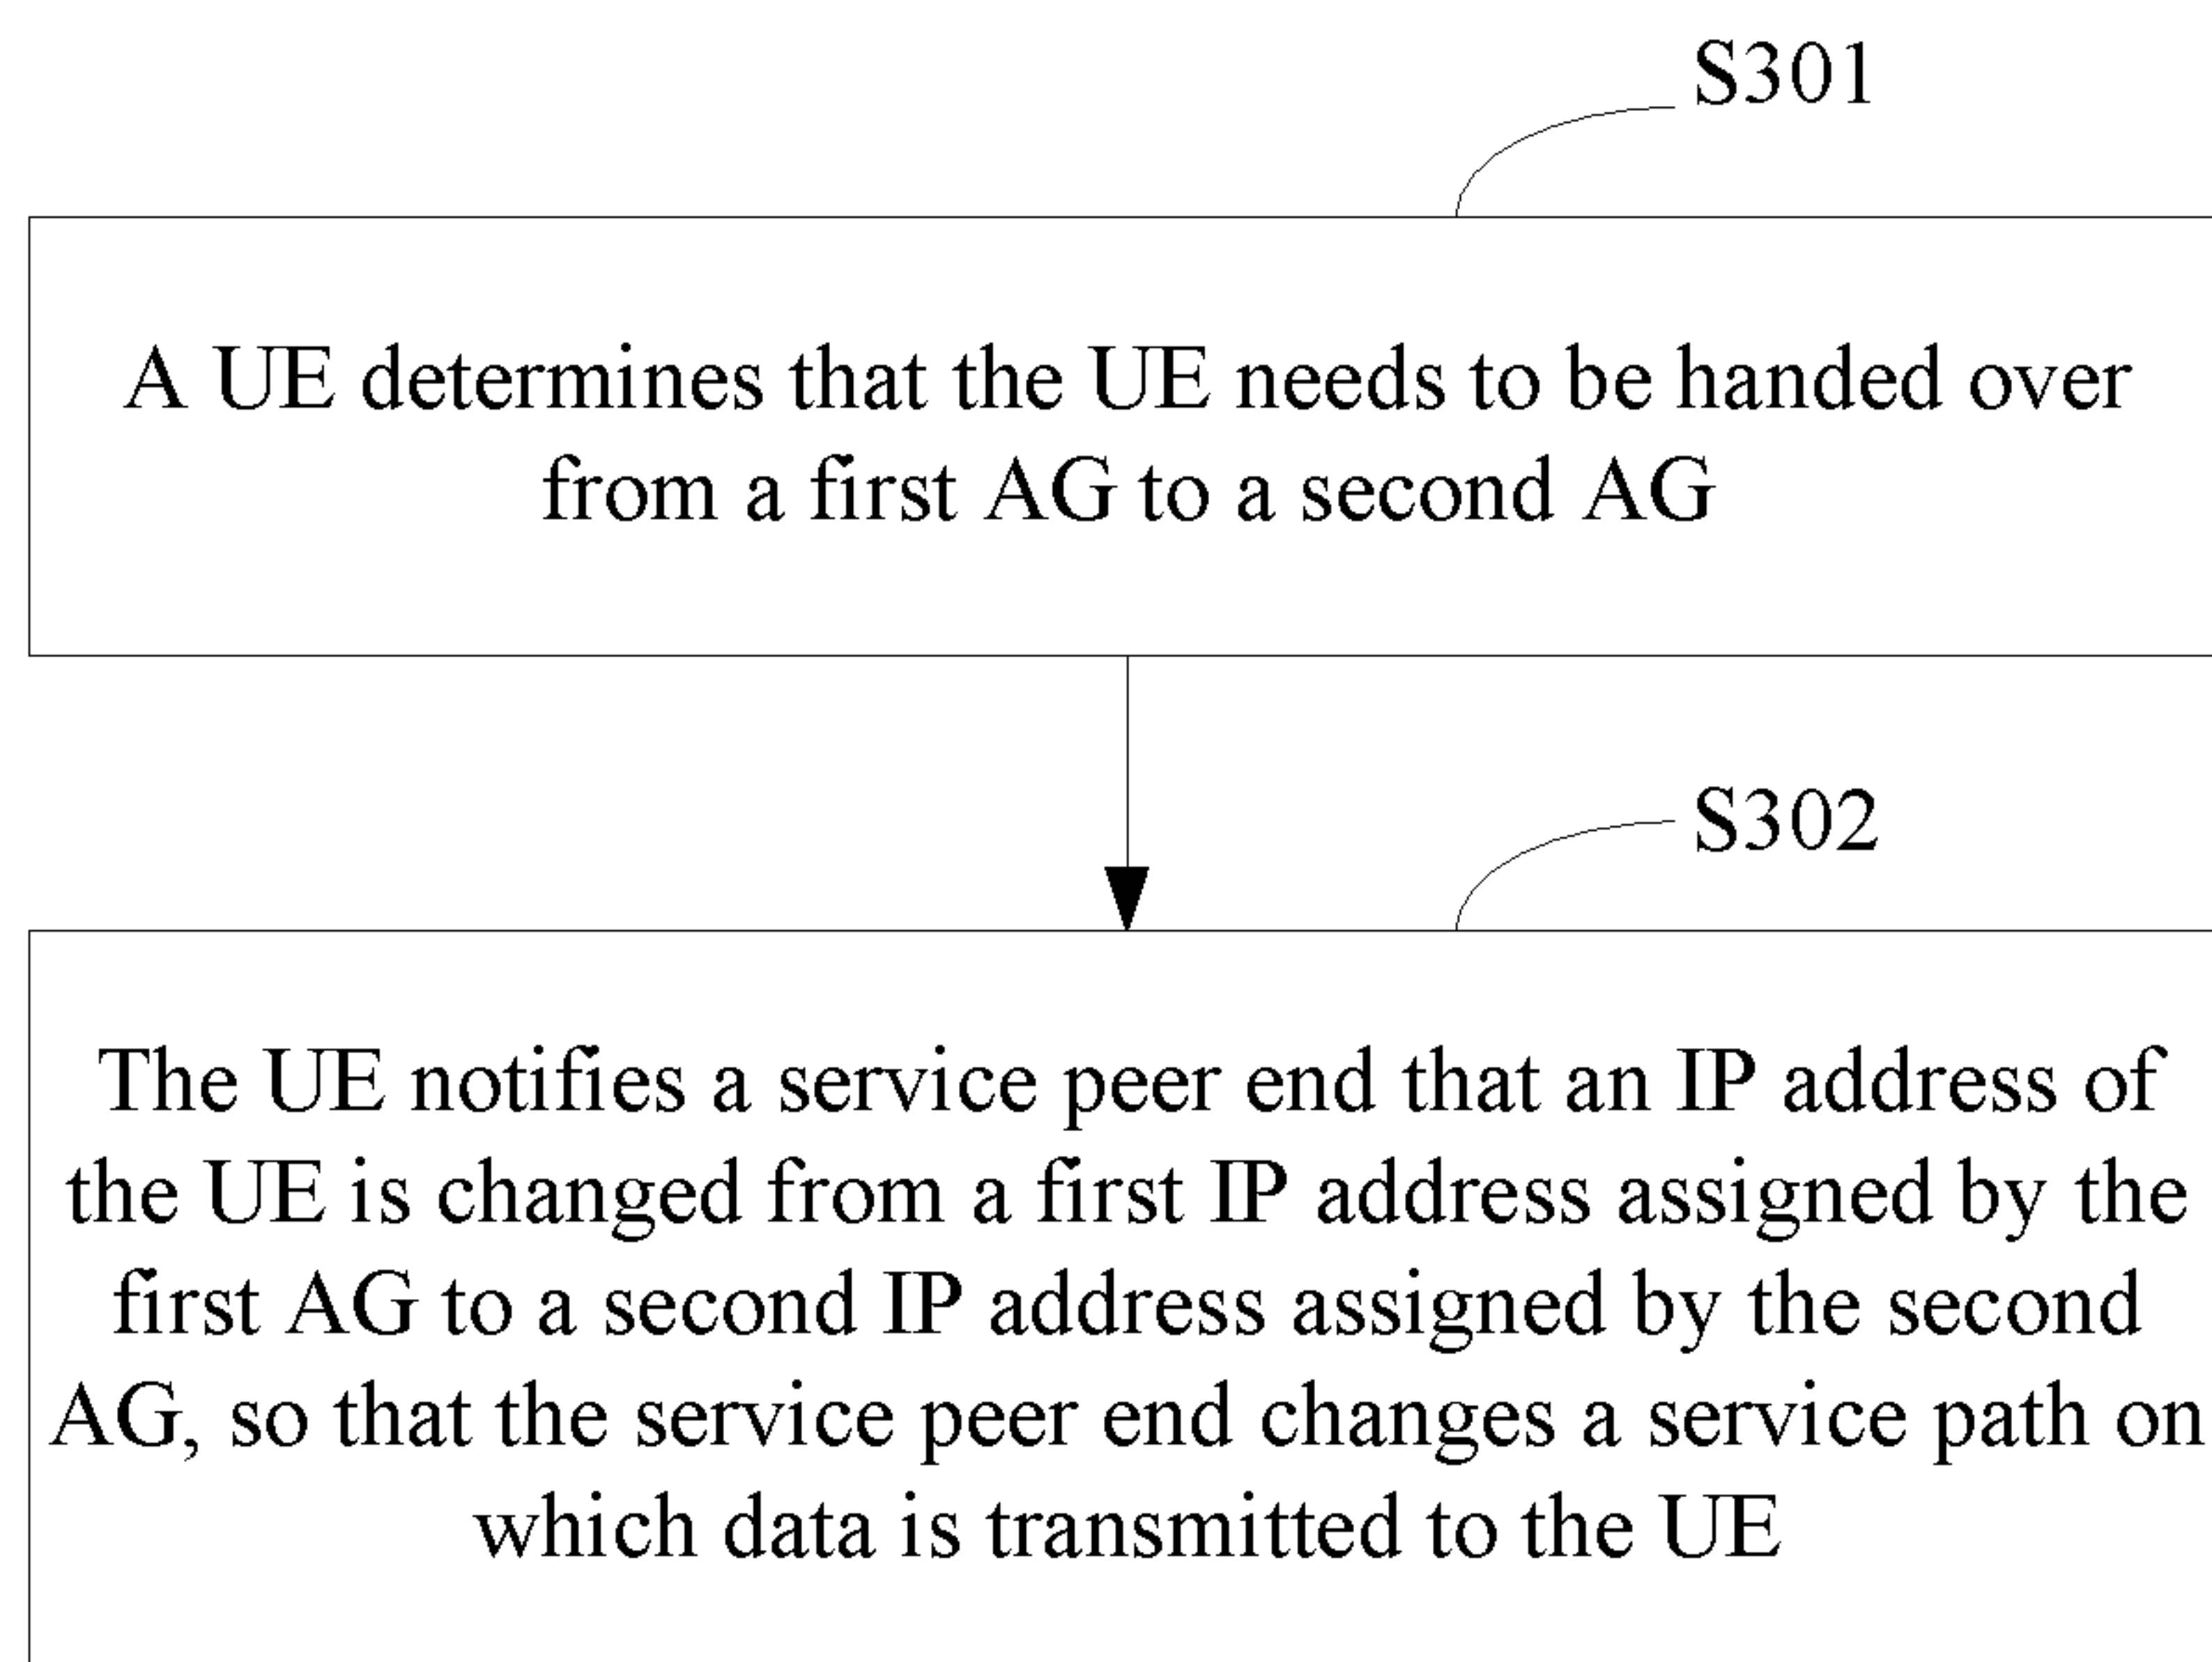 S301
A UE determines that the UE needs to be handed over
from a first AG to a second AG
S302
The UE notifies a service peer end that an IP address of
the UE is changed from a first IP address assigned by the
first AG to a second IP address assigned by the second
AG, so that the service peer end changes a service path on
which data is transmitted to the UE